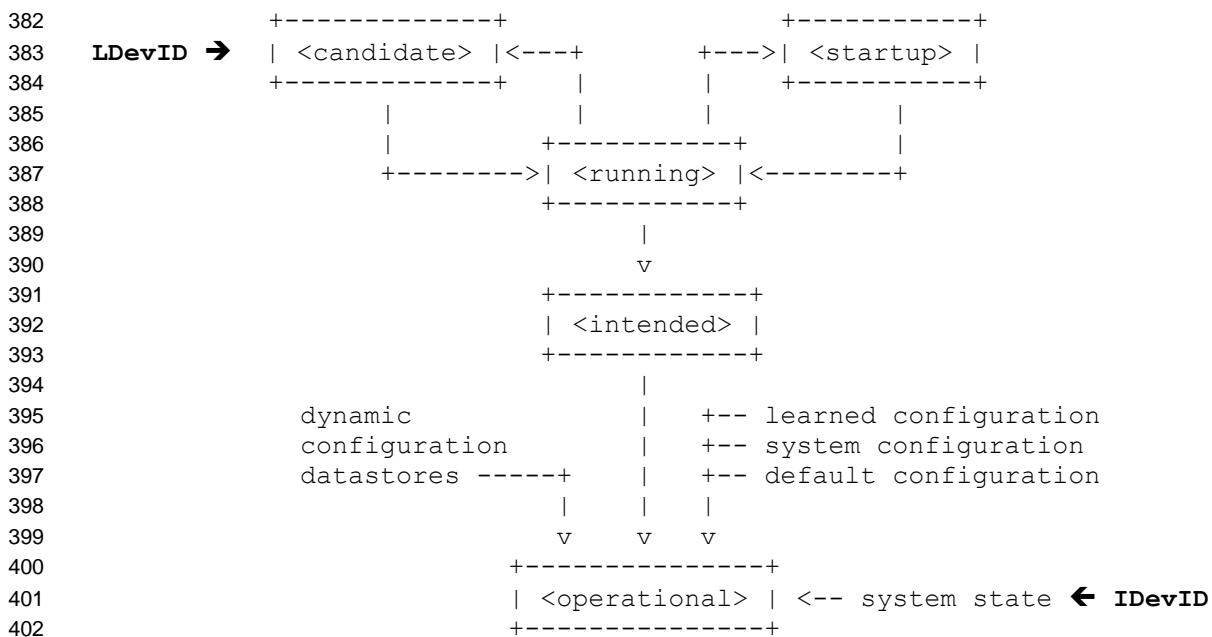 382 +-------------+ +-----------+
383 LDevID 🡺 | <candidate> |<---+ +--->| <startup> |
384 +-------------+ | | +-----------+
385 | | | |
386 | +-----------+ |
387 +-------->| <running> |<--------+
388 +-----------+
389 |
390 v
391 +------------+
392 | <intended> |
393 +------------+
394 |
395 dynamic | +-- learned configuration
396 configuration | +-- system configuration
397 datastores -----+ | +-- default configuration
398 | | |
399 v v v
400 +---------------+
401 | <operational> | <-- system state 🡸 IDevID
402 +---------------+